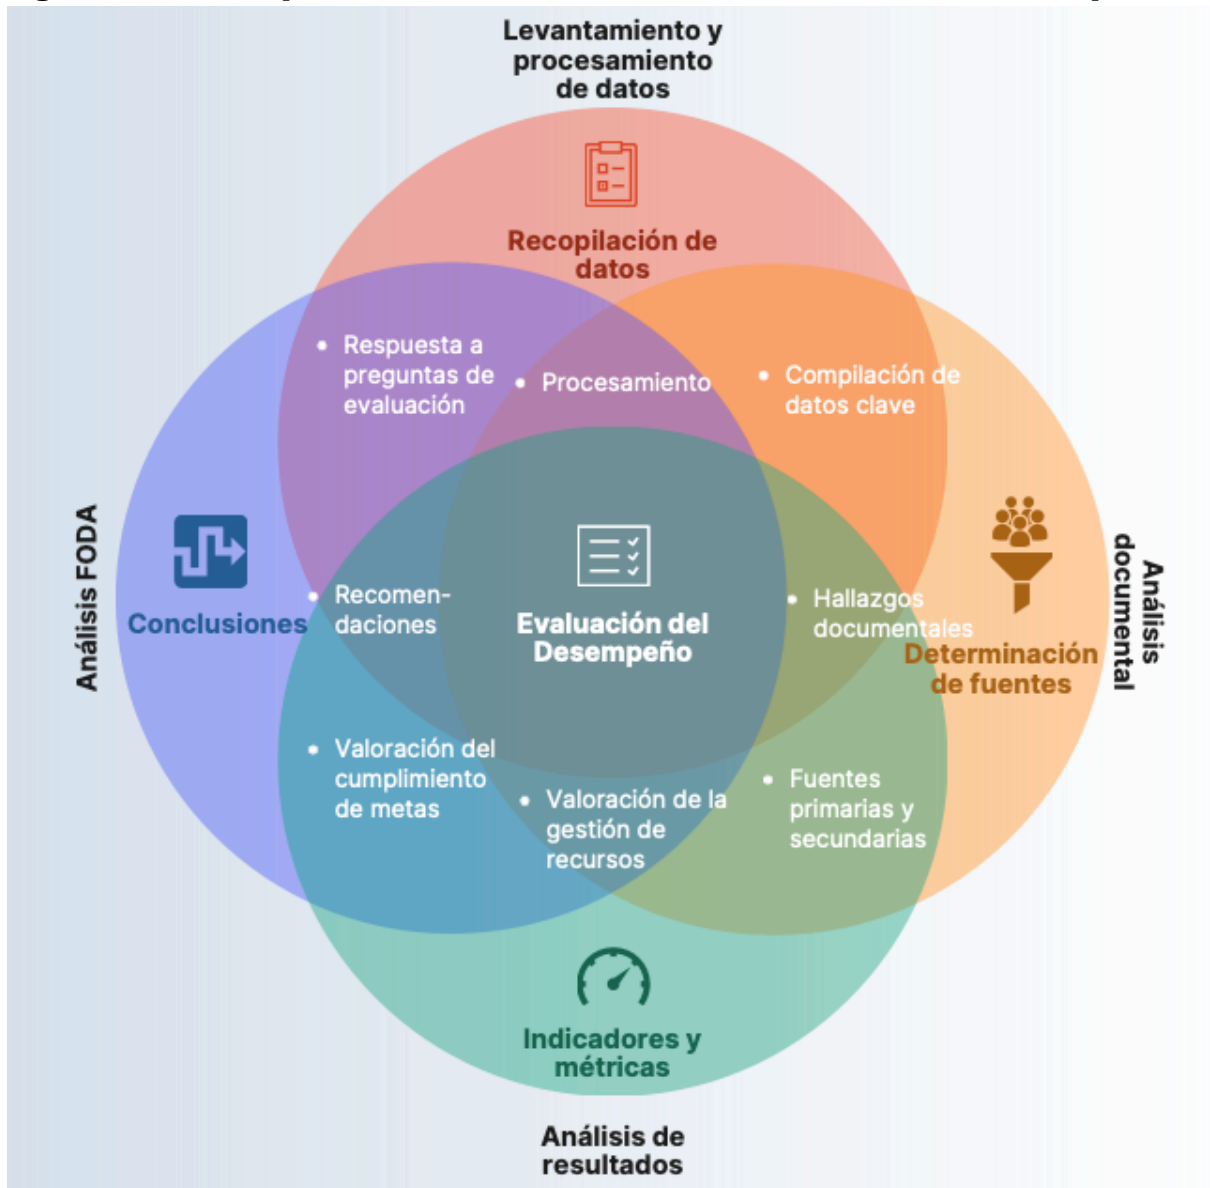 Levantamiento y
procesamiento
de datos
Recopilación de
datos
• Respuesta a
preguntas de
evaluación
• Procesamiento
• Compilación de
datos clave
Análisis FODA
Conclusiones
• Recomen-
daciones
Evaluación del
Desempeño
• Hallazgos
documentales
Determinación
de fuentes
Análisis
documental
• Valoración del
cumplimiento
de metas
• Valoración de la
gestión de
recursos
• Fuentes
primarias y
secundarias
Indicadores y
métricas
Análisis de
resultados